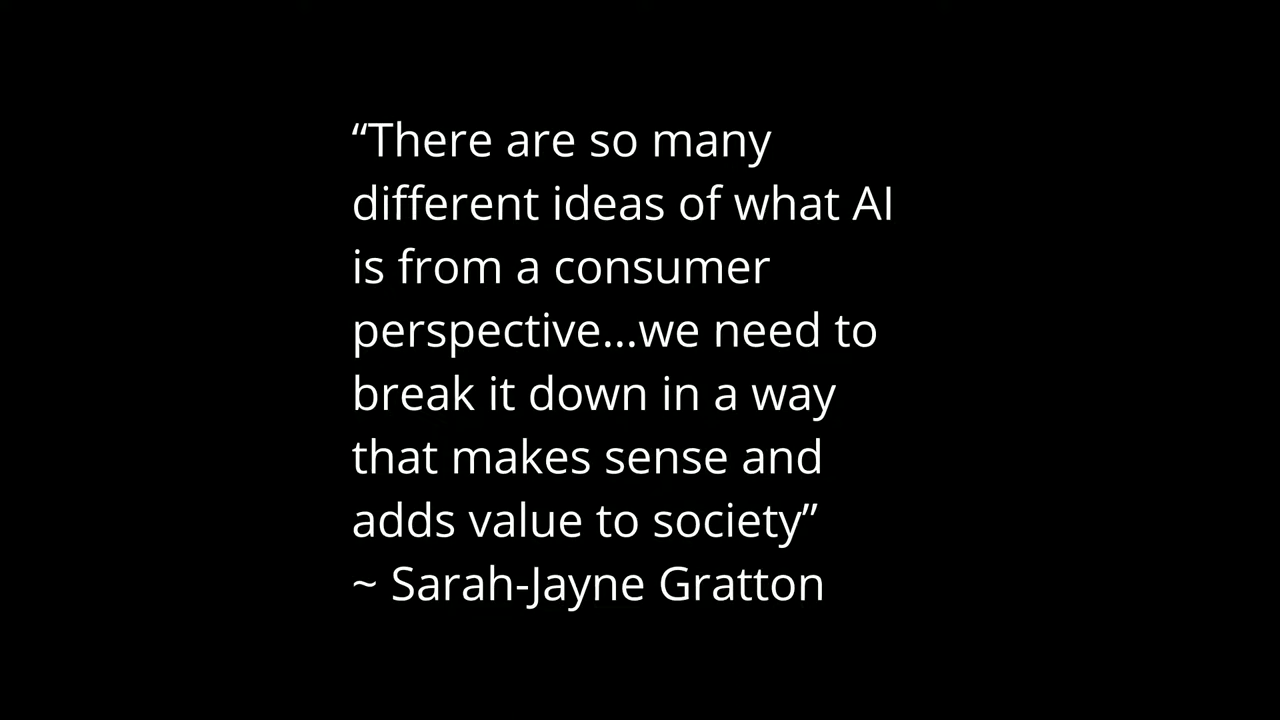 “There are so many
different ideas of what AI
is from a consumer
perspective...we need to
break it down in a way
that makes sense and
adds value to society”
~ Sarah-Jayne Gratton